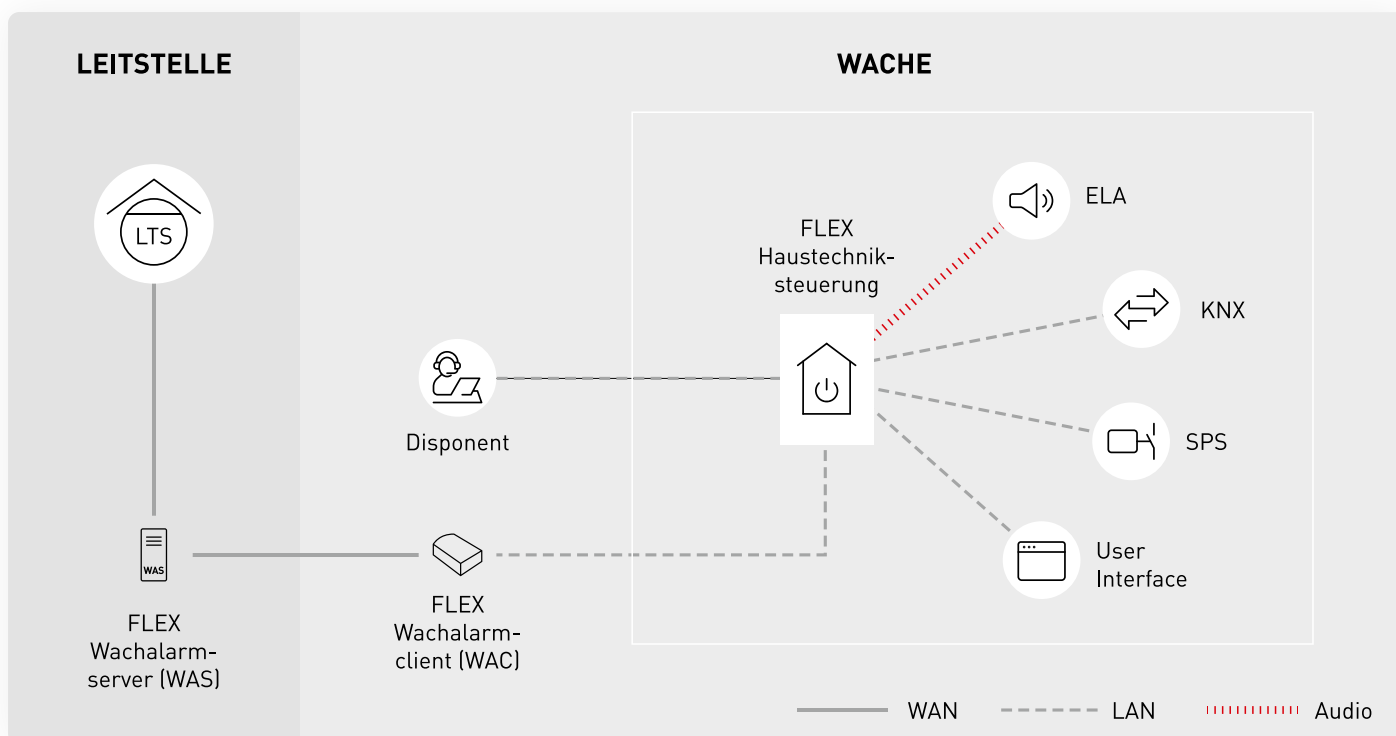 LEITSTELLE
WACHE
LTS
ELA
FLEX
Haustechnik-
steuerung
KNX
Disponent
SPS
WAS
FLEX
Wachalarm-
server (WAS)
FLEX
Wachalarm-
client (WAC)
User
Interface
WAN
LAN
Audio